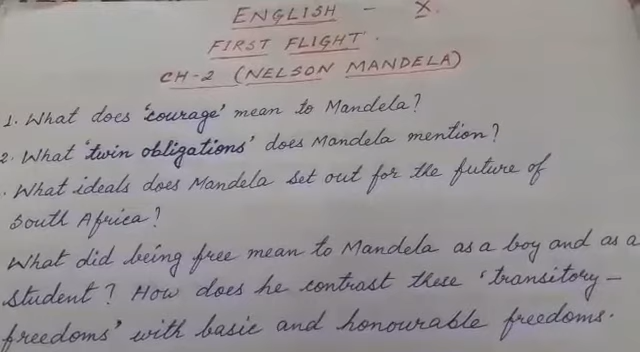 ENGLISH - X.
FIRST FLIGHT.
CH-2 (NELSON MANDELA)
1. What does 'courage' mean to Mandela?
2. What 'twin obligations' does Mandela mention?
. What ideals does Mandela set out for the future of
South Africa?
What did being free mean to Mandela as a boy and as a
student? How does he contrast these 'transitory-
freedoms' with basic and honourable freedoms.